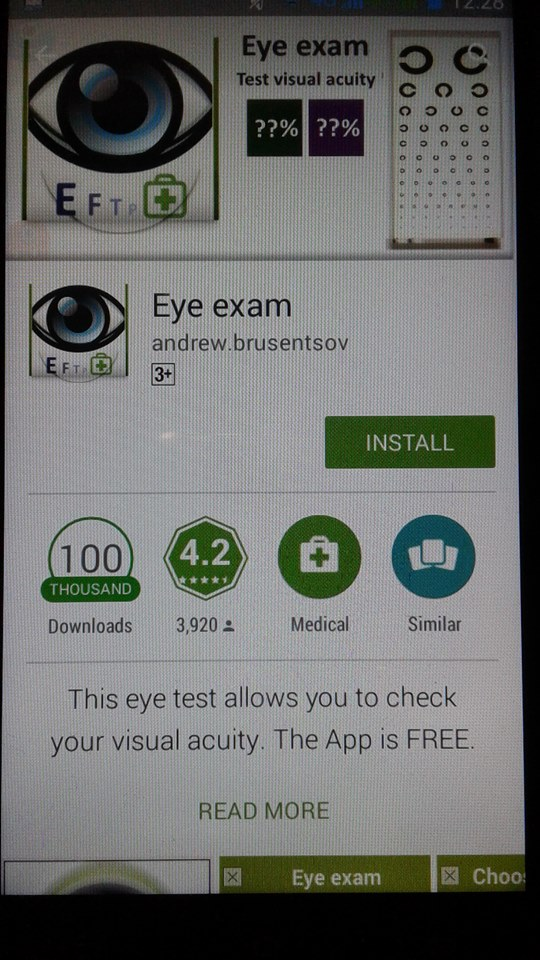 12:28
Eye exam
Test visual acuity
??% ??%
E F T P
Eye exam
andrew.brusentsov
E F T
3+
INSTALL
100
THOUSAND
4.2
Downloads
3,920
Medical
Similar
This eye test allows you to check
your visual acuity. The App is FREE.
READ MORE
Eye exam
Choos